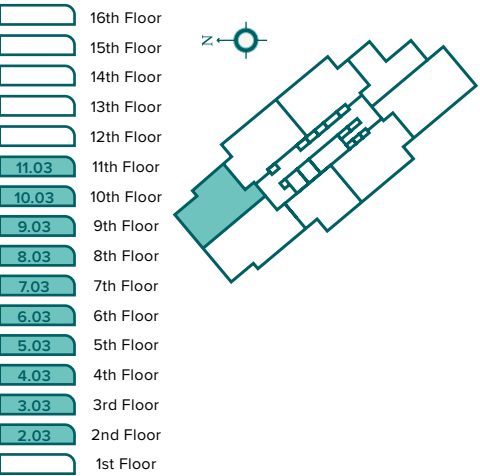 16th Floor
N
15th Floor
14th Floor
13th Floor
12th Floor
11.03 11th Floor
10.03 10th Floor
9.03 9th Floor
8.03 8th Floor
7.03 7th Floor
6.03 6th Floor
5.03 5th Floor
4.03 4th Floor
3.03 3rd Floor
2.03 2nd Floor
1st Floor